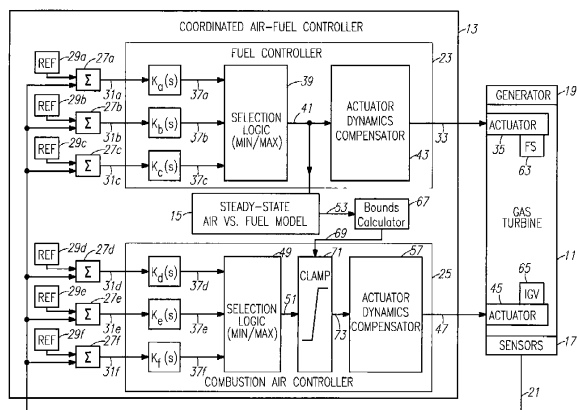 COORDINATED AIR-FUEL CONTROLLER
13
FUEL CONTROLLER
23
REF
29a
27a
Σ
31a
Ka(s)
37a
REF
29b
27b
Σ
31b
Kb(s)
37b
REF
29c
27c
Σ
31c
Kc(s)
37c
39
SELECTION
LOGIC
(MIN/MAX)
41
ACTUATOR
DYNAMICS
COMPENSATOR
43
33
15
STEADY-STATE
AIR VS. FUEL MODEL
53
Bounds
Calculator
67
69
REF
29d
27d
Σ
31d
Kd(s)
37d
REF
29e
27e
Σ
31e
Ke(s)
37e
REF
29f
27f
Σ
31f
Kf(s)
37f
49
SELECTION
LOGIC
(MIN/MAX)
51
71
CLAMP
73
57
ACTUATOR
DYNAMICS
COMPENSATOR
25
47
COMBUSTION AIR CONTROLLER
19
Generator
ACTUATOR
35
FS
63
GAS
TURBINE
11
65
IGV
45
ACTUATOR
SENSORS
17
21